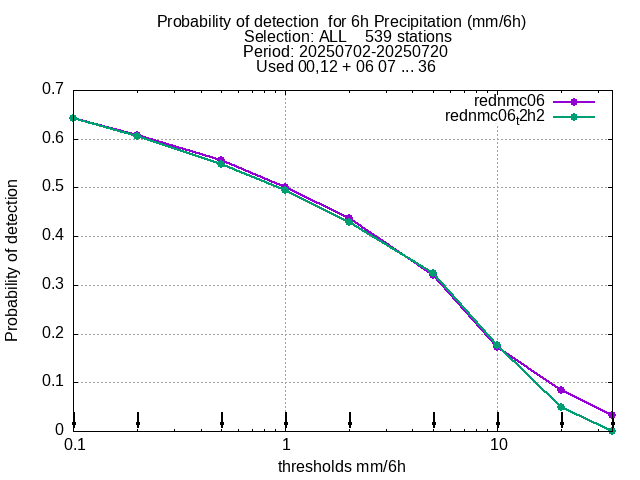 Probability of detection  for 6h Precipitation (mm/6h)
Selection: ALL    539 stations
Period: 20250702-20250720
Used 00,12 + 06 07 ... 36
rednmc06
rednmc06,2h2
0.7
0.6
0.5
0.4
0.3
0.2
0.1
0
Probability of detection
0.1
1
10
thresholds mm/6h